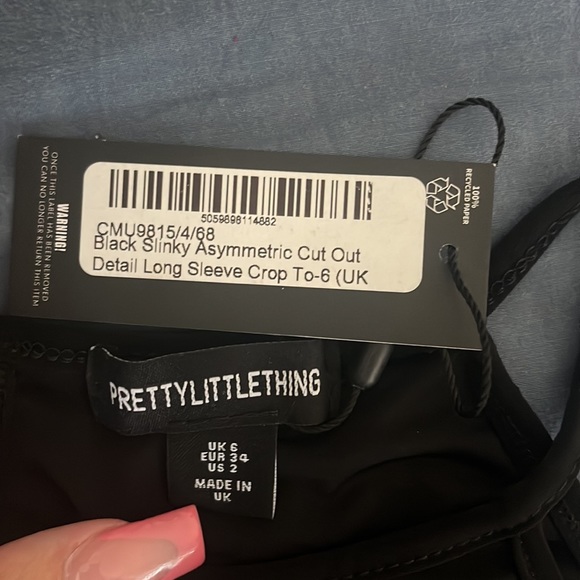 WARNING!
ONCE THIS LABEL HAS BEEN REMOVED
YOU CAN NO LONGER RETURN THIS ITEM
5059898114882
CMU9815/4/68
Black Slinky Asymmetric Cut Out
Detail Long Sleeve Crop To-6 (UK
100%
RECYCLED PAPER
PRETTYLITTLETHING
UK 6
EUR 34
US 2
MADE IN
UK